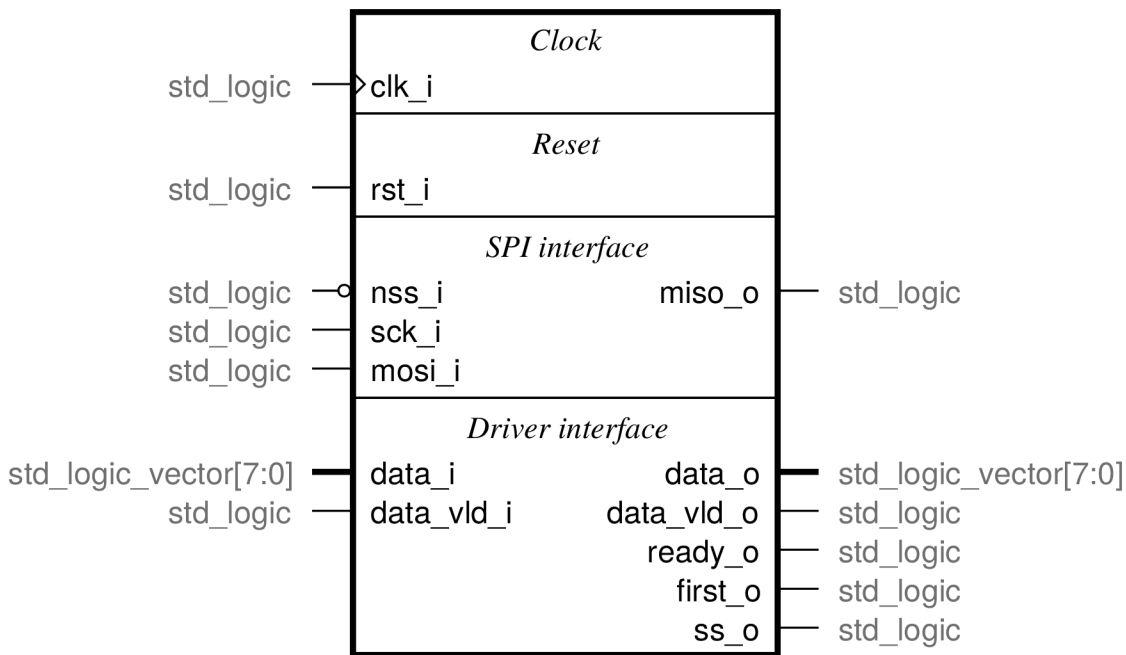 Clock
std_logic clk_i
Reset
std_logic rst_i
SPI interface
std_logic nss_i miso_o std_logic
std_logic sck_i
std_logic mosi_i
Driver interface
std_logic_vector[7:0] data_i data_o std_logic_vector[7:0]
std_logic data_vld_i data_vld_o std_logic
ready_o std_logic
first_o std_logic
ss_o std_logic